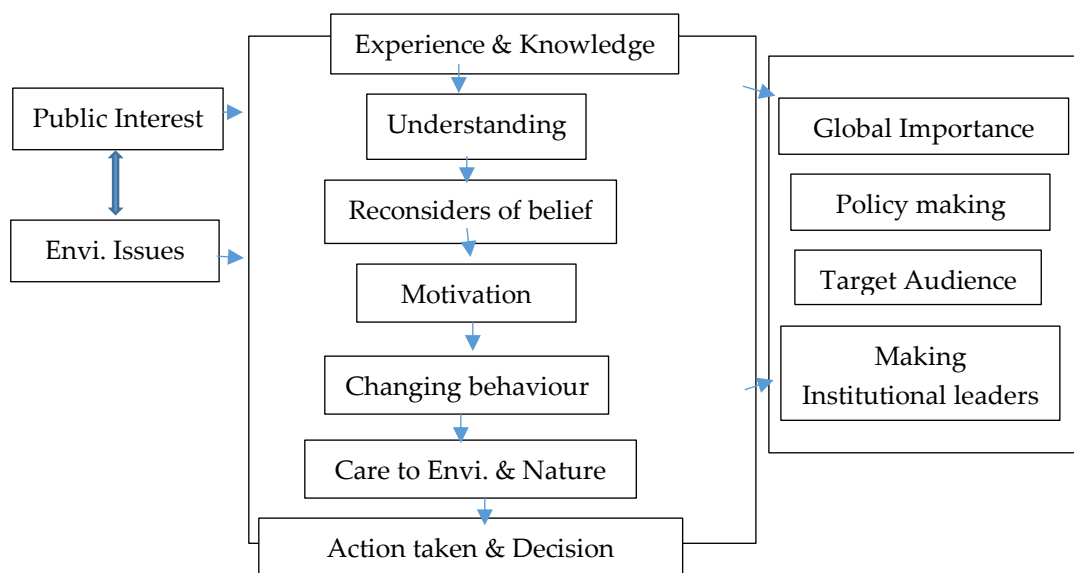 Experience & Knowledge
Public Interest
Understanding
Global Importance
Reconsiders of belief
Policy making
Envi. Issues
Motivation
Target Audience
Changing behaviour
Making
Institutional leaders
Care to Envi. & Nature
Action taken & Decision